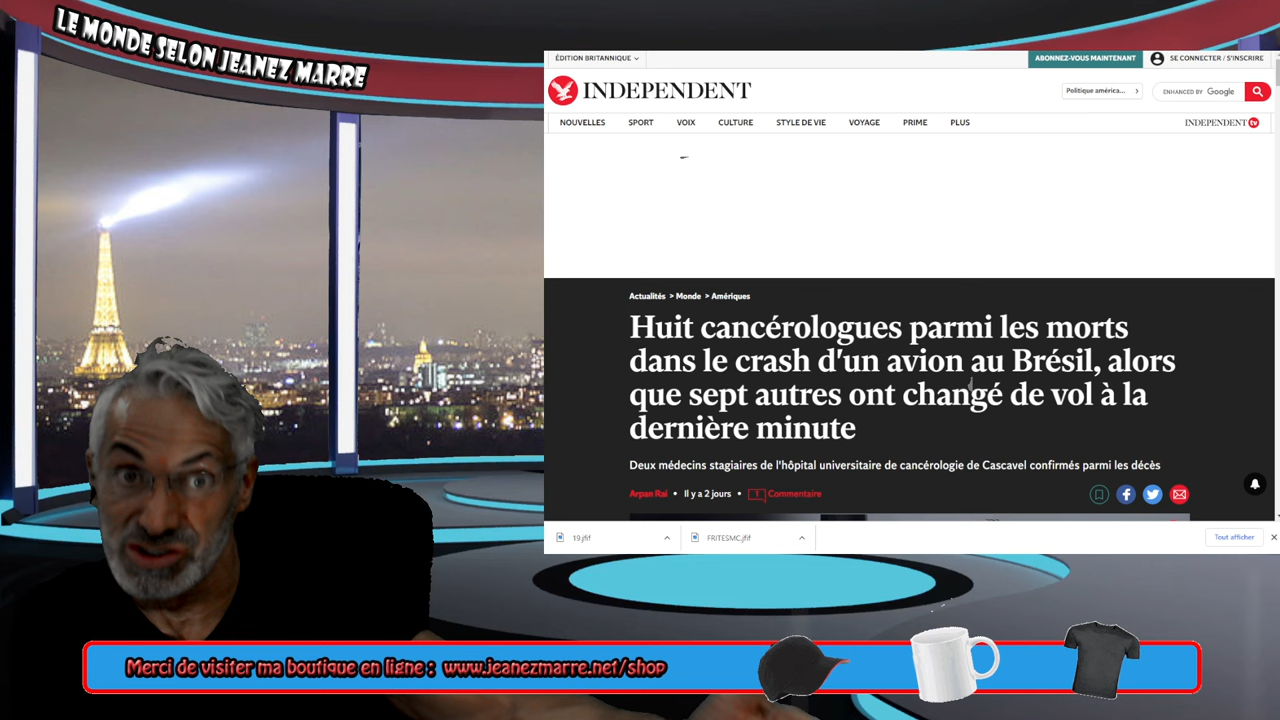 LE MONDE SELON JEANEZ MARRE
ÉDITION BRITANNIQUE
ABONNEZ-VOUS MAINTENANT
SE CONNECTER / S'INSCRIRE
INDEPENDENT
Politique américa...
ENHANCED BY Google
NOUVELLES SPORT VOIX CULTURE STYLE DE VIE VOYAGE PRIME PLUS
INDEPENDENT tv
Actualités > Monde > Amériques
Huit cancérologues parmi les morts
dans le crash d'un avion au Brésil, alors
que sept autres ont changé de vol à la
dernière minute
Deux médecins stagiaires de l'hôpital universitaire de cancérologie de Cascavel confirmés parmi les décès
Arpan Rai • Il y a 2 jours • 1 Commentaire
19.jfif
FRITESMC.jfif
Tout afficher
Merci de visiter ma boutique en ligne : www.jeanezmarre.net/shop